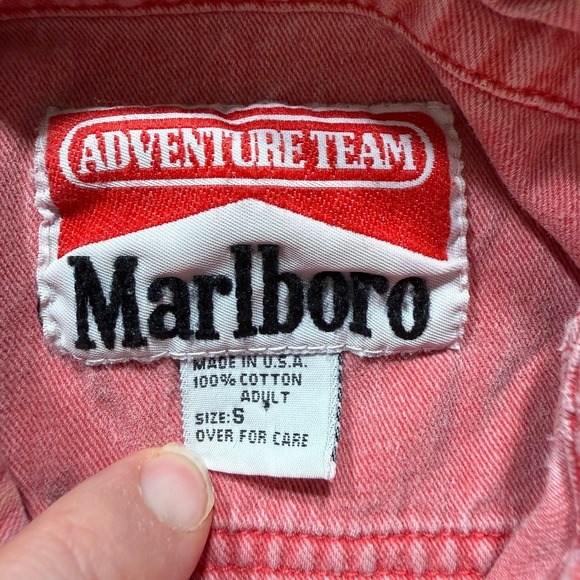 ADVENTURE TEAM
Marlboro
MADE IN U.S.A.
100% COTTON
ADULT
SIZE: S
OVER FOR CARE